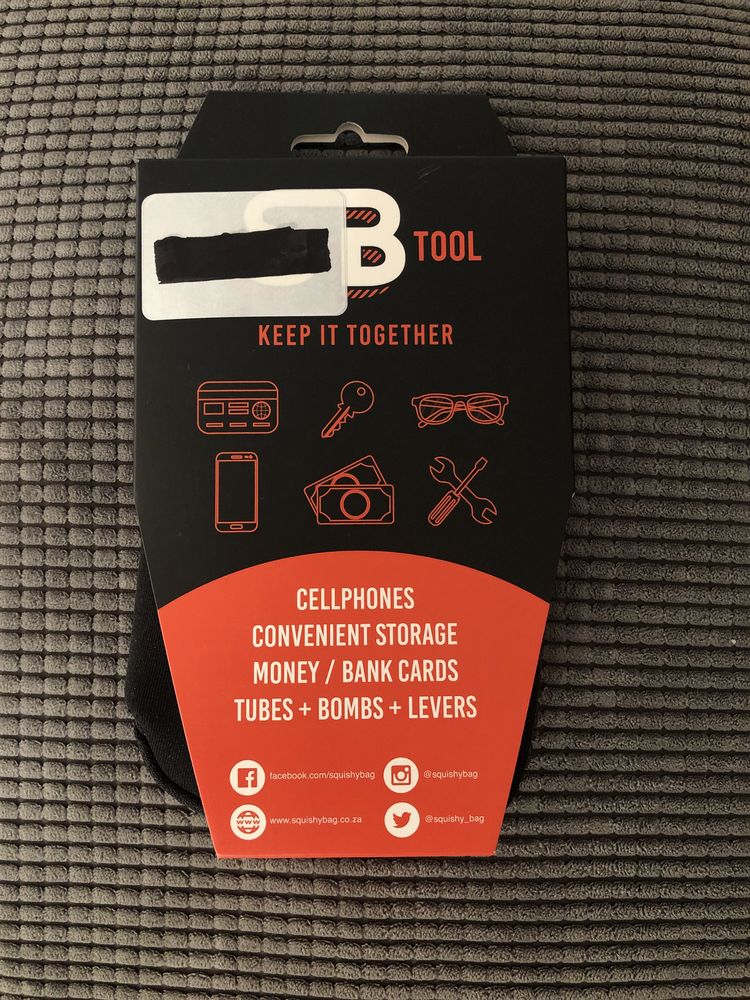 SB TOOL
KEEP IT TOGETHER
CELLPHONES
CONVENIENT STORAGE
MONEY / BANK CARDS
TUBES + BOMBS + LEVERS
facebook.com/squishybag
@squishybag
www.squishybag.co.za
@squishy_bag